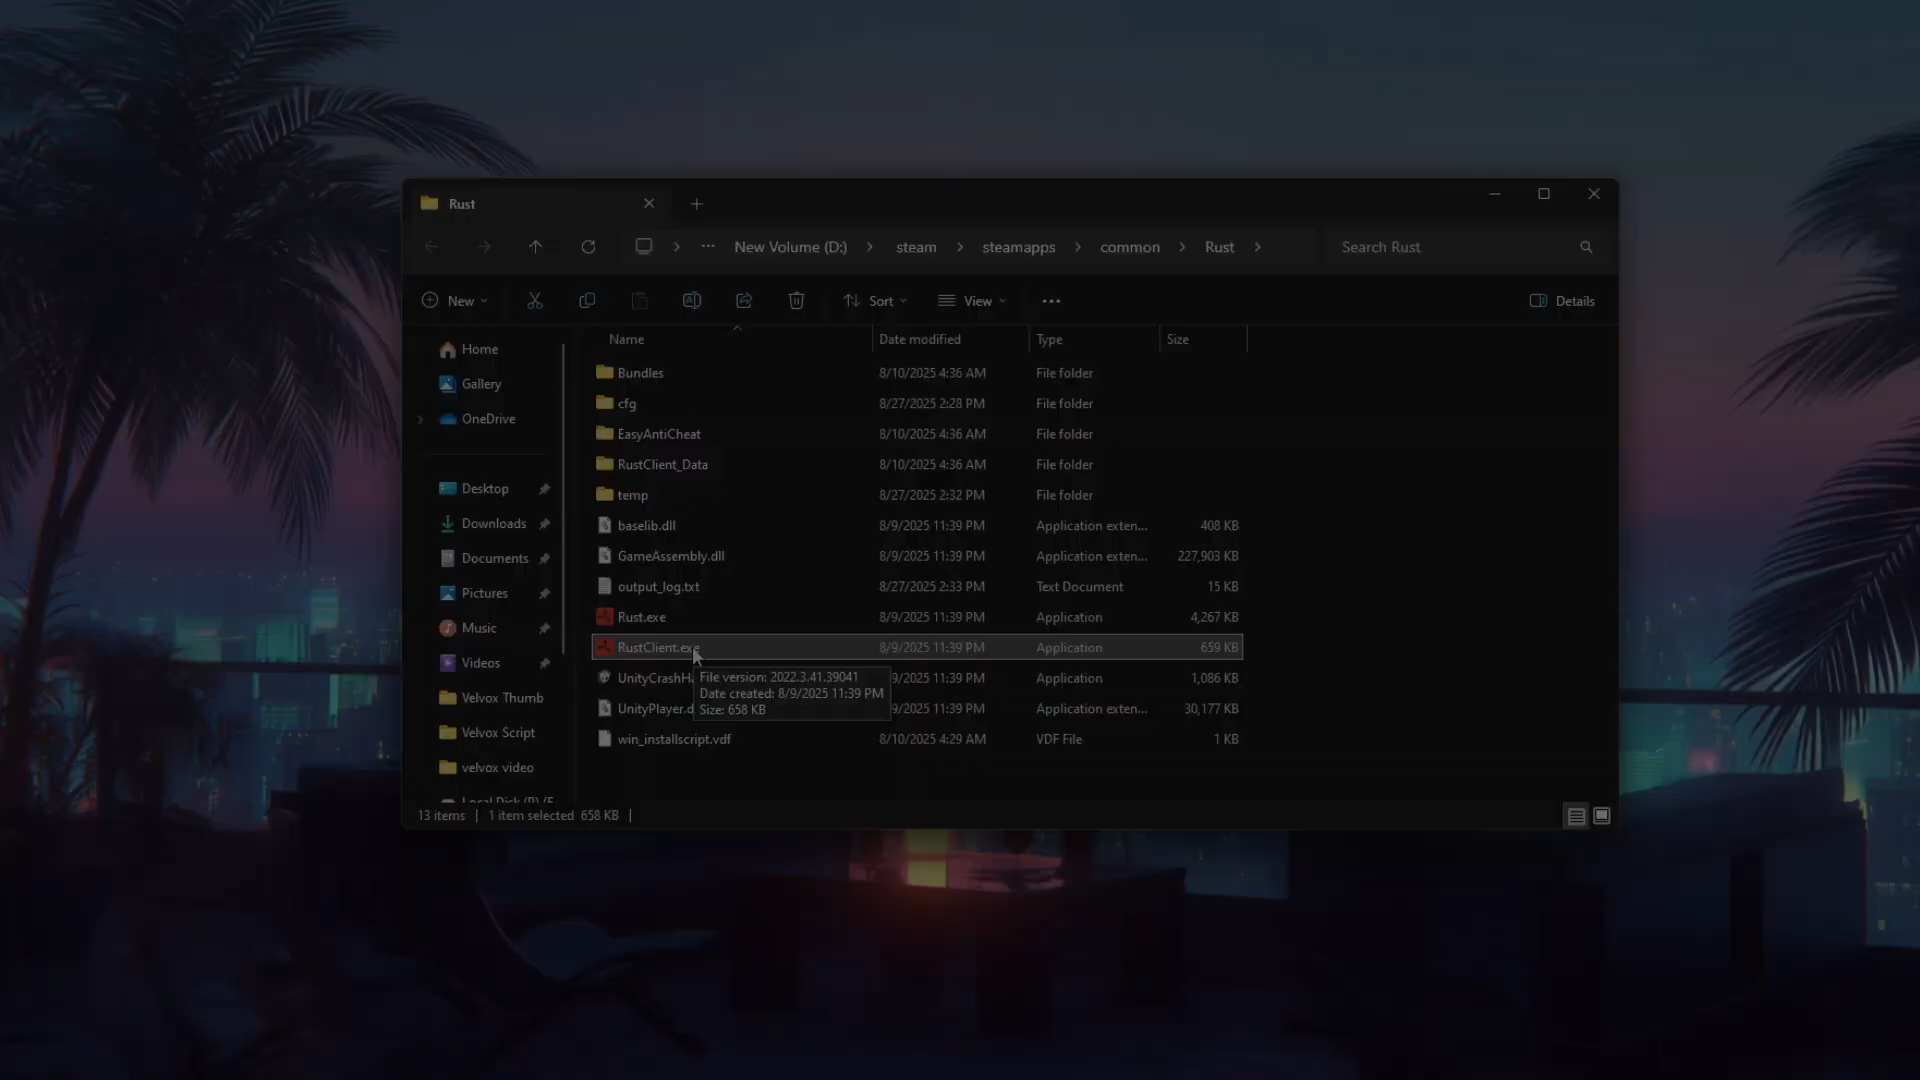 Rust
New Volume (D:) steam steamapps common Rust
Search Rust
New
Sort
View
Details
Name Date modified Type Size
Home
Gallery
OneDrive
Desktop
Downloads
Documents
Pictures
Music
Videos
Velvox Thumb
Velvox Script
velvox video
Bundles 8/10/2025 4:36 AM File folder
cfg 8/27/2025 2:28 PM File folder
EasyAntiCheat 8/10/2025 4:36 AM File folder
RustClient_Data 8/10/2025 4:36 AM File folder
temp 8/27/2025 2:32 PM File folder
baselib.dll 8/9/2025 11:39 PM Application exten... 408 KB
GameAssembly.dll 8/9/2025 11:39 PM Application exten... 227,903 KB
output_log.txt 8/27/2025 2:33 PM Text Document 15 KB
Rust.exe 8/9/2025 11:39 PM Application 4,267 KB
RustClient.exe 8/9/2025 11:39 PM Application 659 KB
UnityCrashHa 9/2025 11:39 PM Application 1,086 KB
UnityPlayer.d 9/2025 11:39 PM Application exten... 30,177 KB
win_installscript.vdf 8/10/2025 4:29 AM VDF File 1 KB
File version: 2022.3.41.39041
Date created: 8/9/2025 11:39 PM
Size: 658 KB
13 items 1 item selected 658 KB